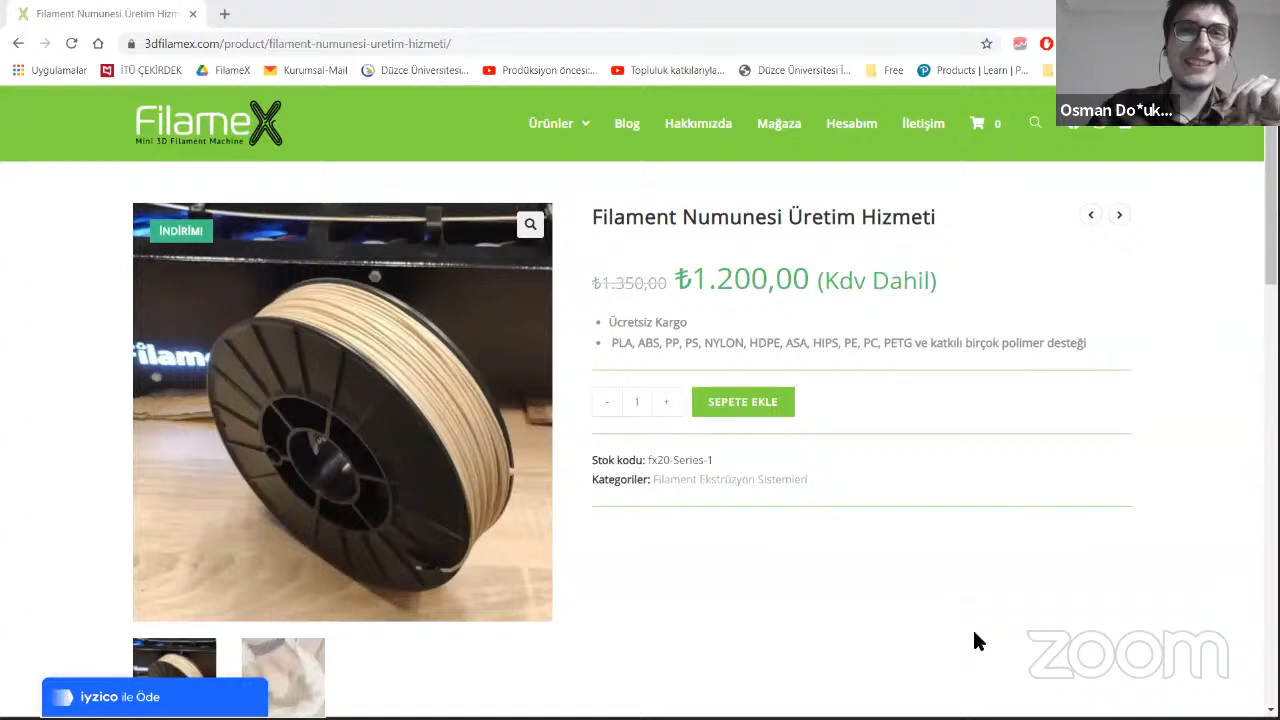 Filament Numunesi Üretim Hizm
3dfilamex.com/product/filament-numunesi-uretim-hizmeti/
Uygulamalar
İTÜ ÇEKİRDEK
FilameX
Kurumsal-Mail
Düzce Üniversitesi...
Prodüksiyon öncesi:...
Topluluk katkılarıyla...
Düzce Üniversitesi İ...
Free
Products | Learn | P...
Osman Do*uk...
FilameX
Mini 3D Filament Machine
Ürünler
Blog
Hakkımızda
Mağaza
Hesabım
İletişim
0
İNDİRİM!
Filame
Filament Numunesi Üretim Hizmeti
₺1.350,00 ₺1.200,00 (Kdv Dahil)
Ücretsiz Kargo
PLA, ABS, PP, PS, NYLON, HDPE, ASA, HIPS, PE, PC, PETG ve katkılı birçok polimer desteği
- 1 +
SEPETE EKLE
Stok kodu: fx20-Series-1
Kategoriler: Filament Ekstrüzyon Sistemleri
iyzico ile Öde
zoom